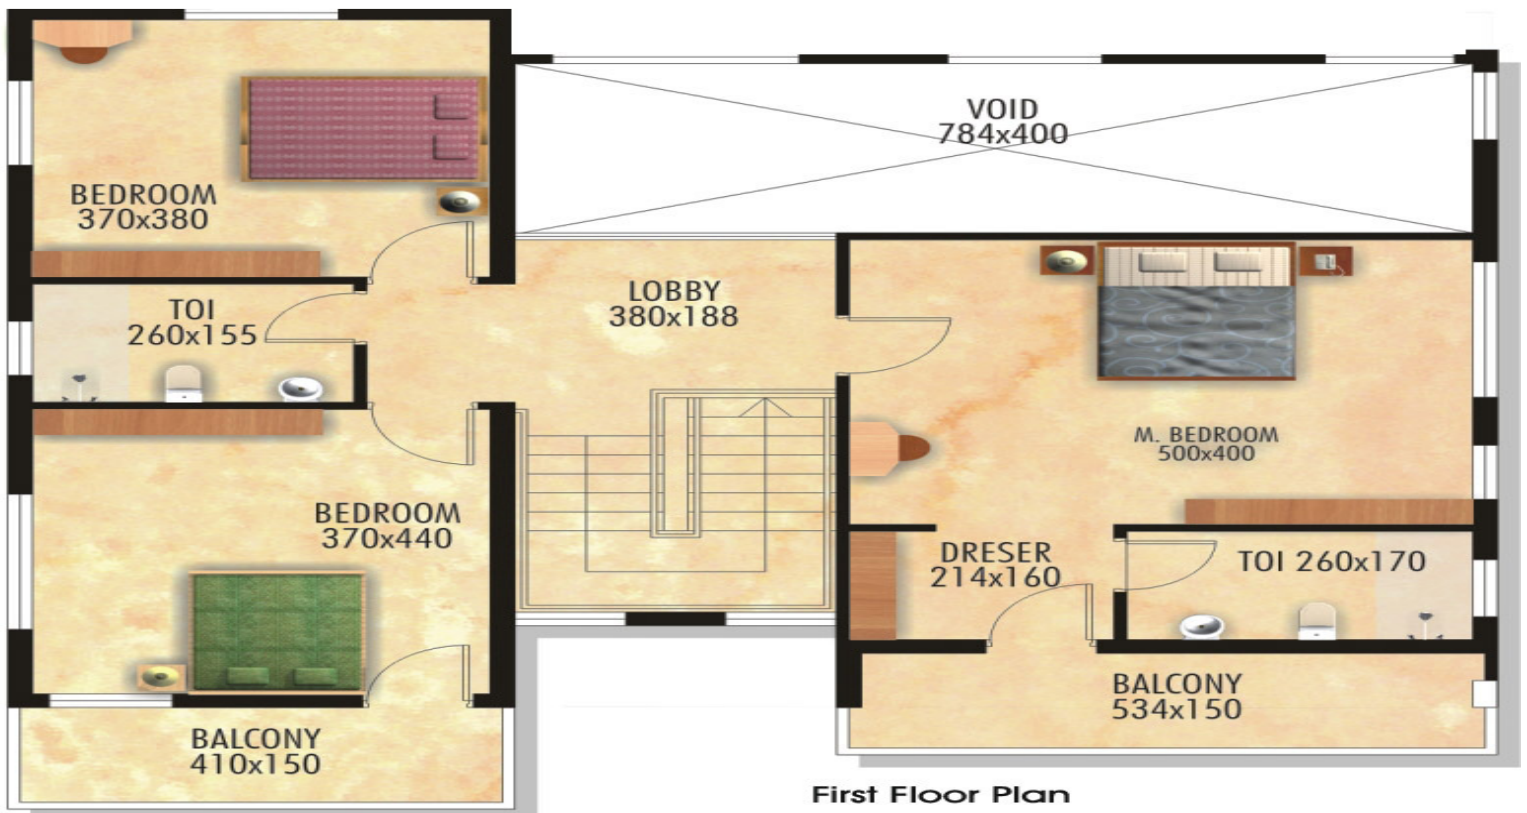 VOID
784x400
BEDROOM
370x380
TOI
260x155
LOBBY
380x188
M. BEDROOM
500x400
BEDROOM
370x440
DRESER
214x160
TOI 260x170
BALCONY
534x150
BALCONY
410x150
First Floor Plan